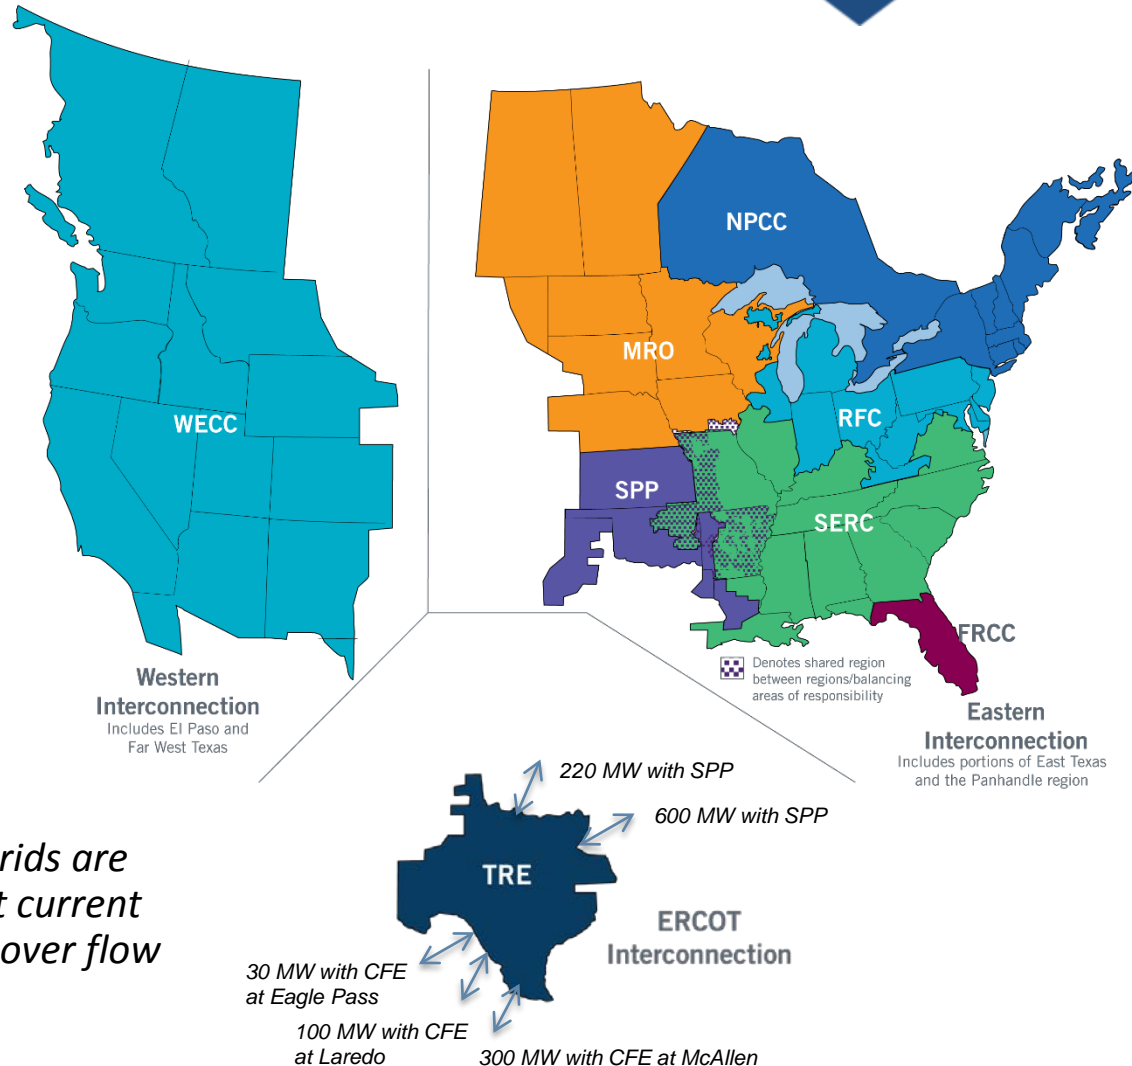 NPCC
MRO
WECC
RFC
SPP
SERC
FRCC
Denotes shared region
between regions/balancing
areas of responsibility
Western
Interconnection
Includes El Paso and
Far West Texas
Eastern
Interconnection
Includes portions of East Texas
and the Panhandle region
220 MW with SPP
600 MW with SPP
TRE
ERCOT
Interconnection
rids are
t current
over flow
30 MW with CFE
at Eagle Pass
100 MW with CFE
at Laredo
300 MW with CFE at McAllen